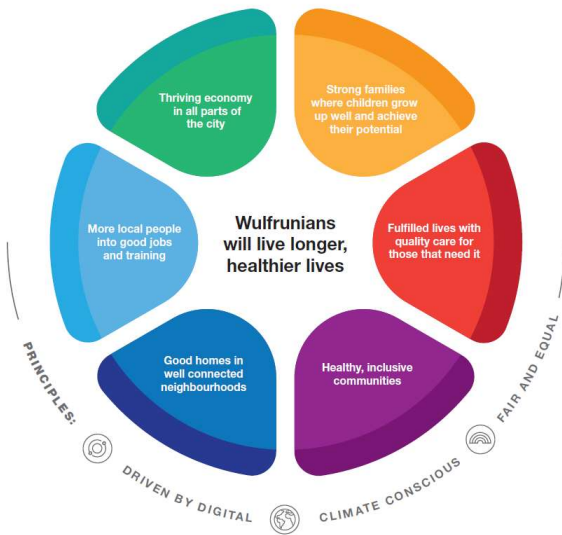 Thriving economy
in all parts of
the city
Strong families
where children grow
up well and achieve
their potential
More local people
into good jobs
and training
Wulfrunians
will live longer,
healthier lives
Fulfilled lives with
quality care for
those that need it
Good homes in
well connected
neighbourhoods
Healthy, inclusive
communities
PRINCIPLES:
DRIVEN BY DIGITAL
CLIMATE CONSCIOUS
FAIR AND EQUAL